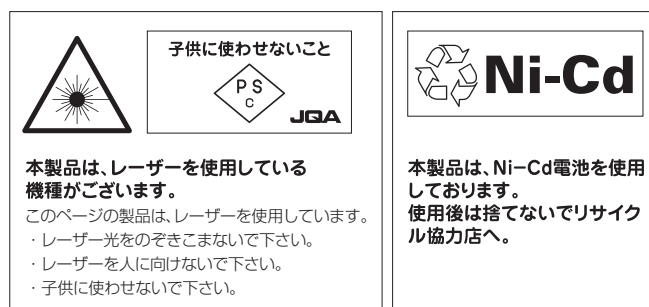 子供に使わせないこと
PS
C
JQA
本製品は、レーザーを使用している
機種がございます。
このページの製品は、レーザーを使用しています。
・レーザー光をのぞきこまないで下さい。
・レーザーを人に向けないで下さい。
・子供に使わせないで下さい。
Ni-Cd
本製品は、Ni−Cd電池を使用
しております。
使用後は捨てないでリサイク
ル協力店へ。